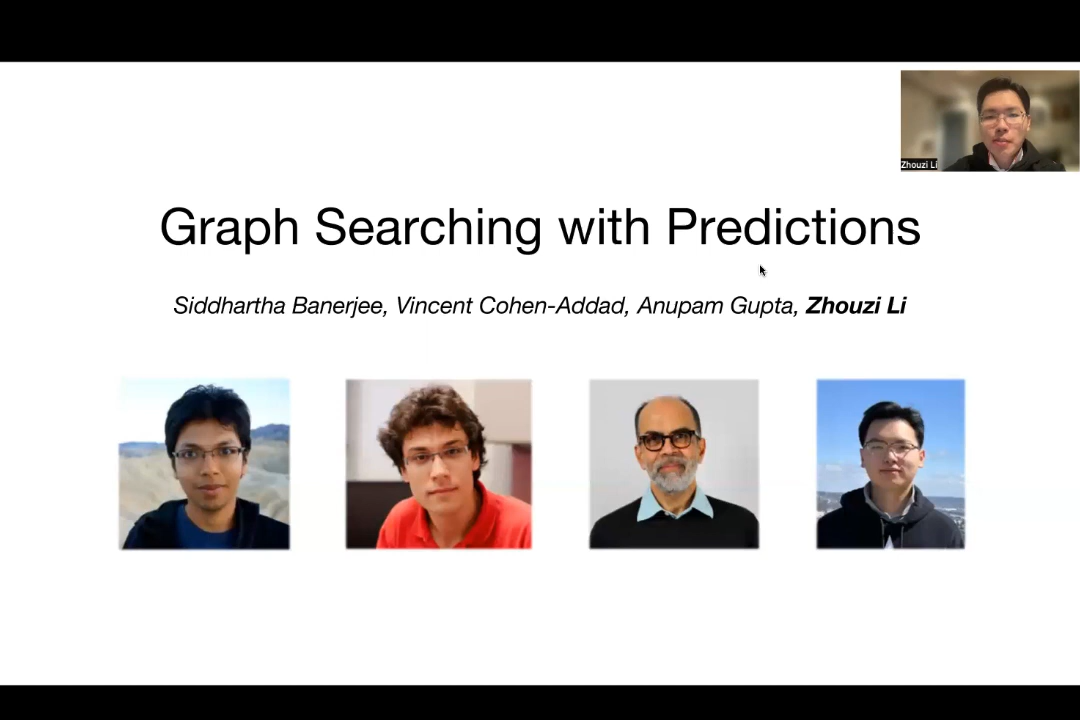 Zhouzi Li
Graph Searching with Predictions
Siddhartha Banerjee, Vincent Cohen-Addad, Anupam Gupta, Zhouzi Li